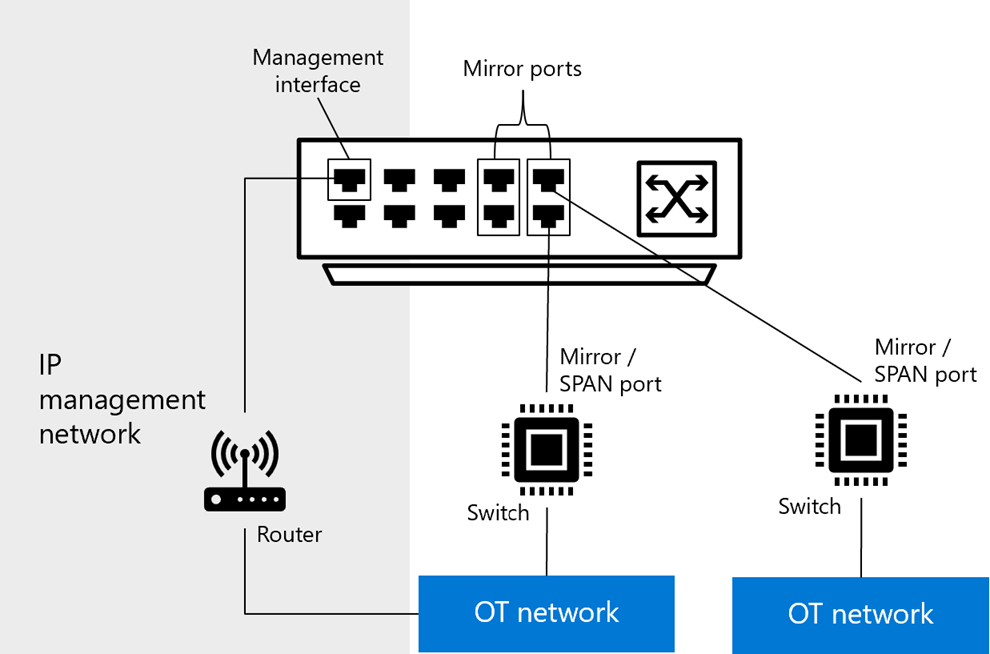 Management
interface
Mirror ports
IP
management
network
Mirror /
SPAN port
Mirror /
SPAN port
Switch
Switch
Router
OT network
OT network